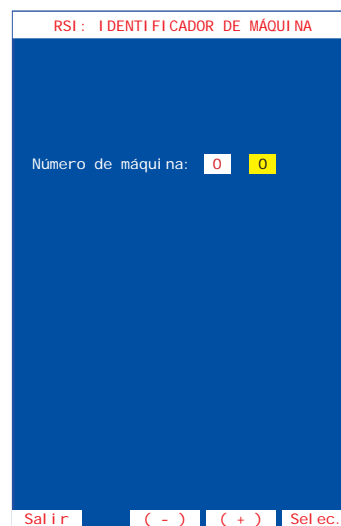 RSI: IDENTIFICADOR DE MÁQUINA
Número de máquina: 0 0
Salir ( - ) ( + ) Selec.